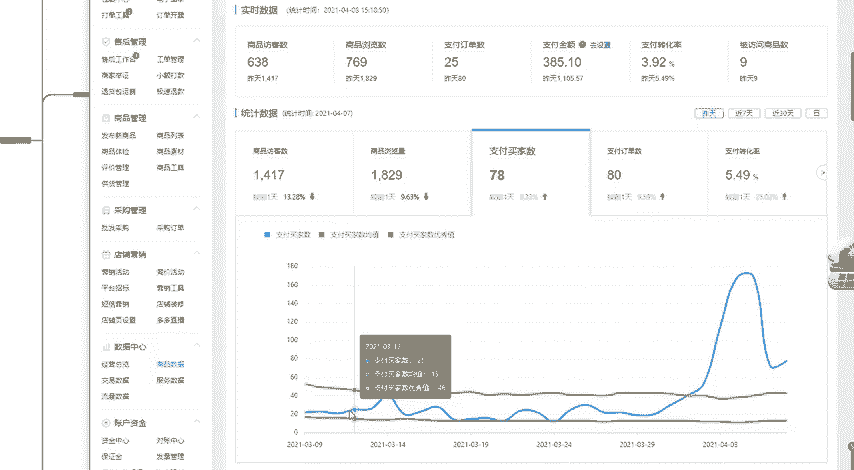 打单工具 订单开票
售后管理
售后工作台 工单管理
商家举证 小额打款
退货包运费 极速退款
商品管理
发布新商品 商品列表
商品体检 商品素材
评价管理 商品工具
库货管理
采购管理
批发采购 采购订单
店铺营销
营销活动 竞价活动
营销工具
短信营销 店铺装修
店铺页设置 多多直播
数据中心
经营总览 商品数据
交易数据 服务数据
流量数据
账户资金
资金中心 对账中心
保证金 发票管理
实时数据 (统计时间: 2021-04-08 15:18:50)
商品访客数 商品浏览数 支付订单数 支付金额 去设置 支付转化率 被访问商品数
638 769 25 385.10 3.92 % 9
昨天1,417 昨天1,829 昨天80 昨天1,105.57 昨天5.49% 昨天9
统计数据 (统计时间: 2021-04-07)
昨天 近7天 近30天 日
商品访客数 商品浏览量 支付买家数 支付订单数 支付转化率
1,417 1,829 78 80 5.49 %
较前1天 13.28% 较前1天 9.63% 较前1天 较前1天 较前1天
支付买家数 支付买家数均值 支付买家数优秀值
160
140
120
100
80
60
40
20
0
支付买家数:
支付买家数均值:
支付买家数优秀值:
2021-03-09 2021-03-14 2021-03-19 2021-03-24 2021-03-29 2021-04-03